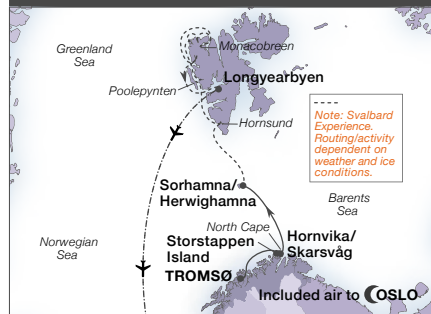 Greenland
Sea
Monacobreen
Poolepynten
Longyearbyen
Hornsund
Note: Svalbard
Experience.
Routing/activity
dependent on
weather and ice
conditions.
Sorhamna/
Herwighamna
Barents
Sea
North Cape
Hornvika/
Skarsvåg
Storstappen
Island
Norwegian
Sea
TROMSØ
Included air to OSLO